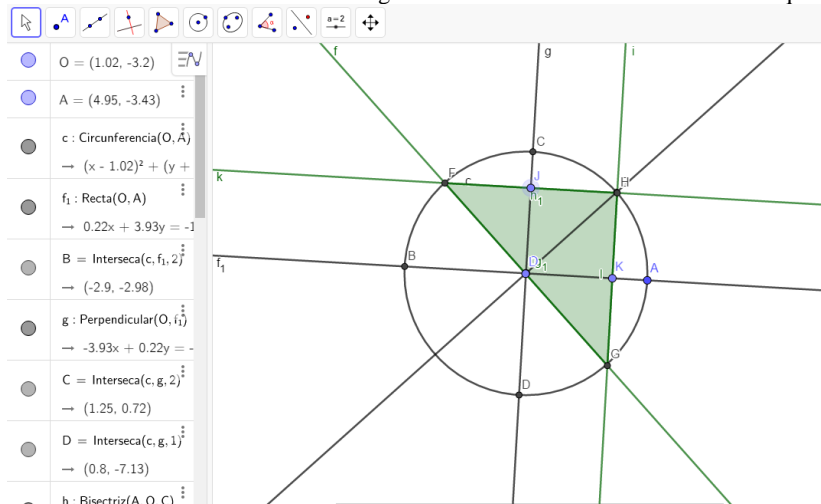 A
a=2
O = (1.02, -3.2)
A = (4.95, -3.43)
c : Circunferencia(O, A)
→ (x - 1.02)² + (y +
f₁ : Recta(O, A)
→ 0.22x + 3.93y = -1
B = Interseca(c, f₁, 2)
→ (-2.9, -2.98)
g : Perpendicular(O, f₁)
→ -3.93x + 0.22y = -
C = Interseca(c, g, 2)
→ (1.25, 0.72)
D = Interseca(c, g, 1)
→ (0.8, -7.13)
h : Bisectriz(A, O, C)
f
g
i
C
c
J
h₁
k
B
f₁
g₁
K
A
G
D